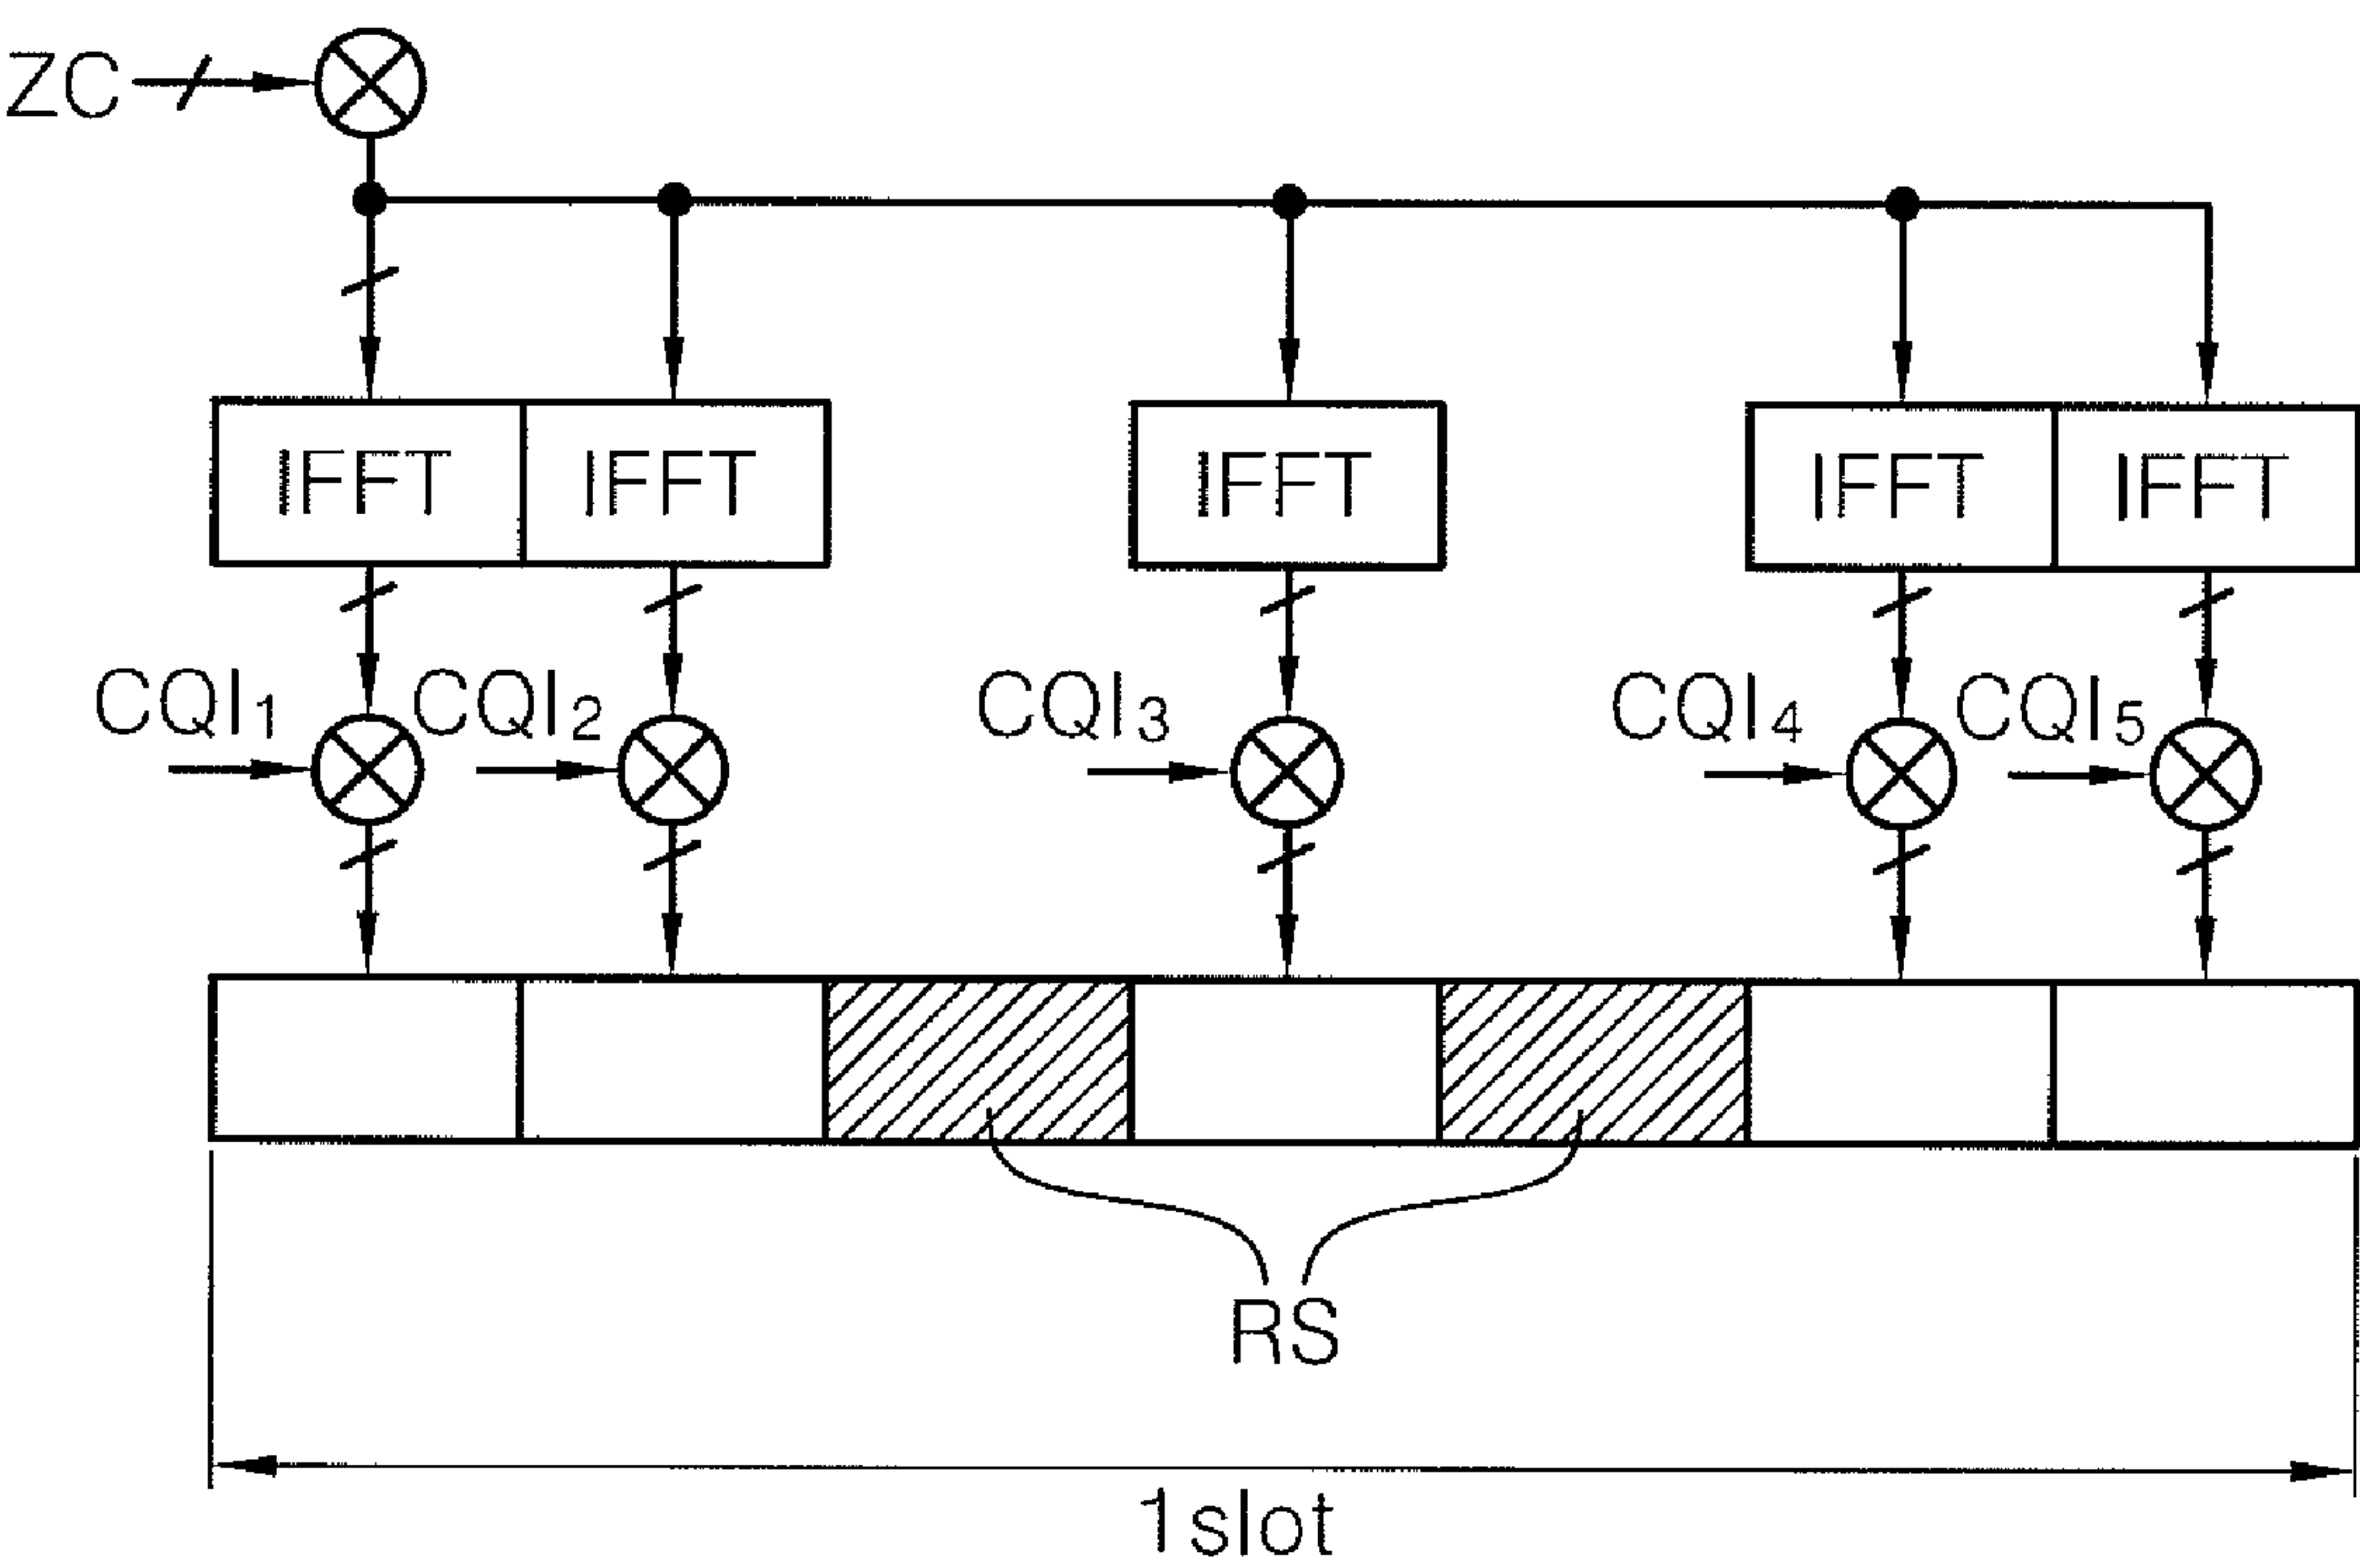 ZC
IFFT IFFT IFFT IFFT IFFT
CQI1 CQI2 CQI3 CQI4 CQI5
RS
1slot